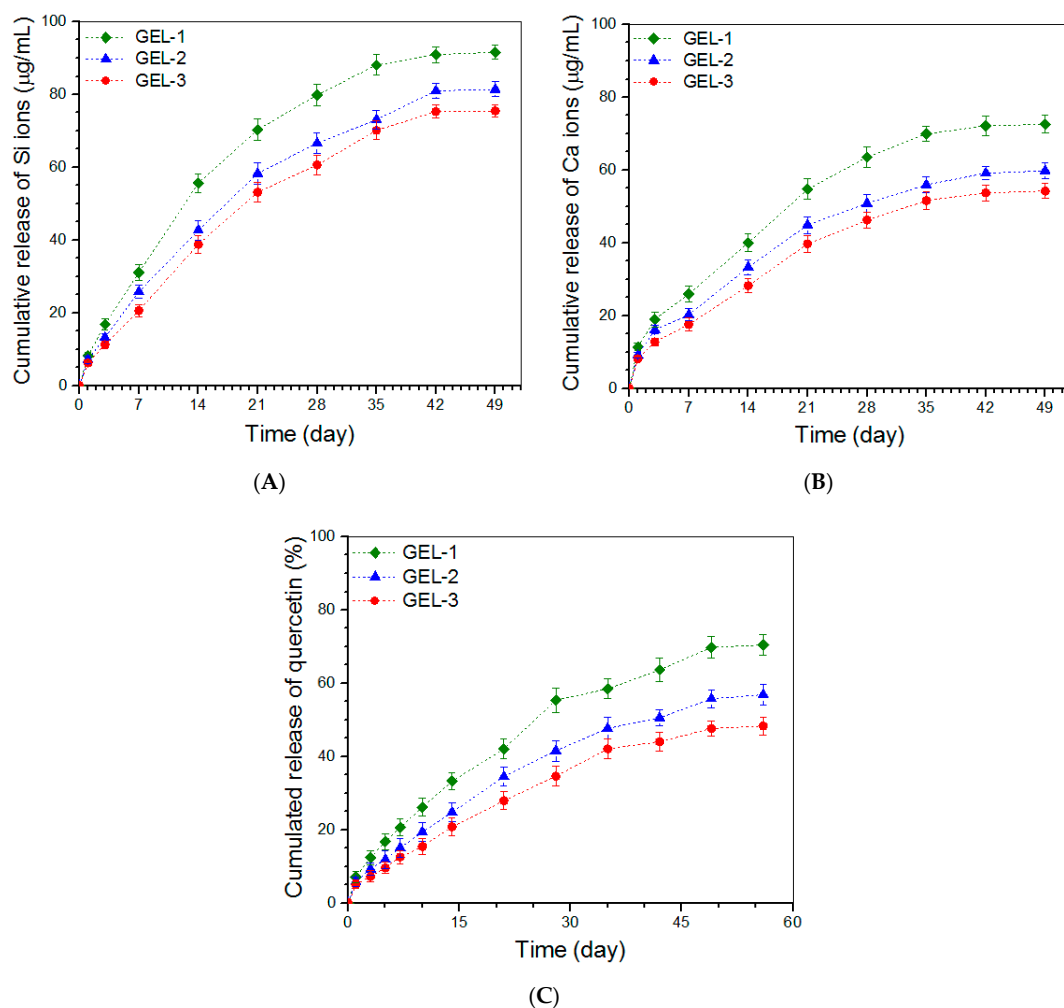 Cumulative release of Si ions (μg/mL)
100
80
60
40
20
0
GEL-1
GEL-2
GEL-3
0 7 14 21 28 35 42 49
Time (day)
(A)
Cumulative release of Ca ions (μg/mL)
100
80
60
40
20
0
GEL-1
GEL-2
GEL-3
0 7 14 21 28 35 42 49
Time (day)
(B)
Cumulated release of quercetin (%)
100
80
60
40
20
0
GEL-1
GEL-2
GEL-3
0 15 30 45 60
Time (day)
(C)